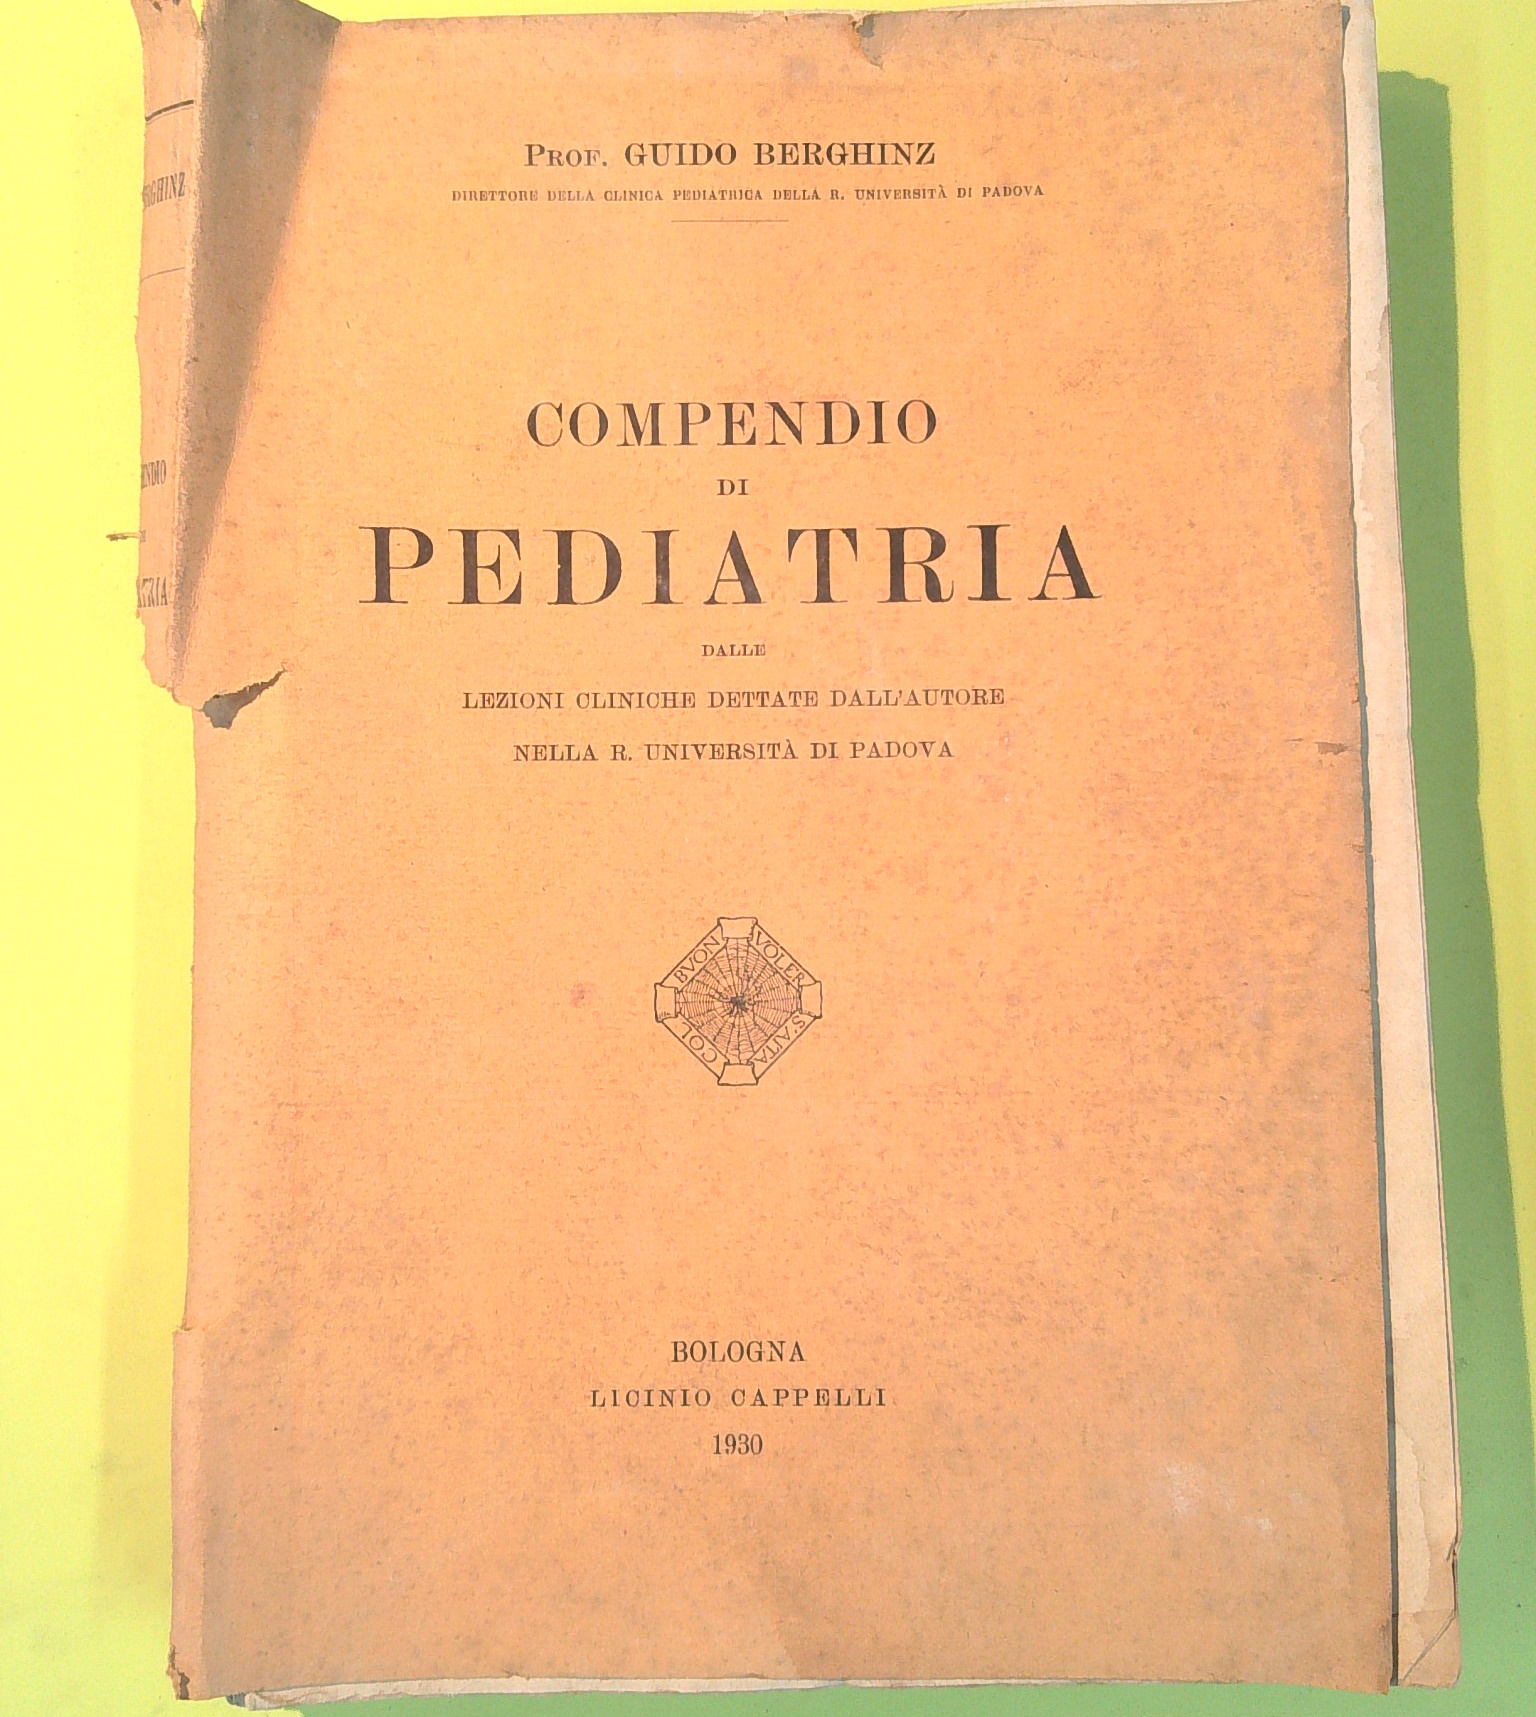 Prof. GUIDO BERGHINZ
DIRETTORE DELLA CLINICA PEDIATRICA DELLA R. UNIVERSITÀ DI PADOVA
COMPENDIO
DI
PEDIATRIA
DALLE
LEZIONI CLINICHE DETTATE DALL'AUTORE
NELLA R. UNIVERSITÀ DI PADOVA
COL BVON VOLER S'AITA
BOLOGNA
LICINIO CAPPELLI
1930